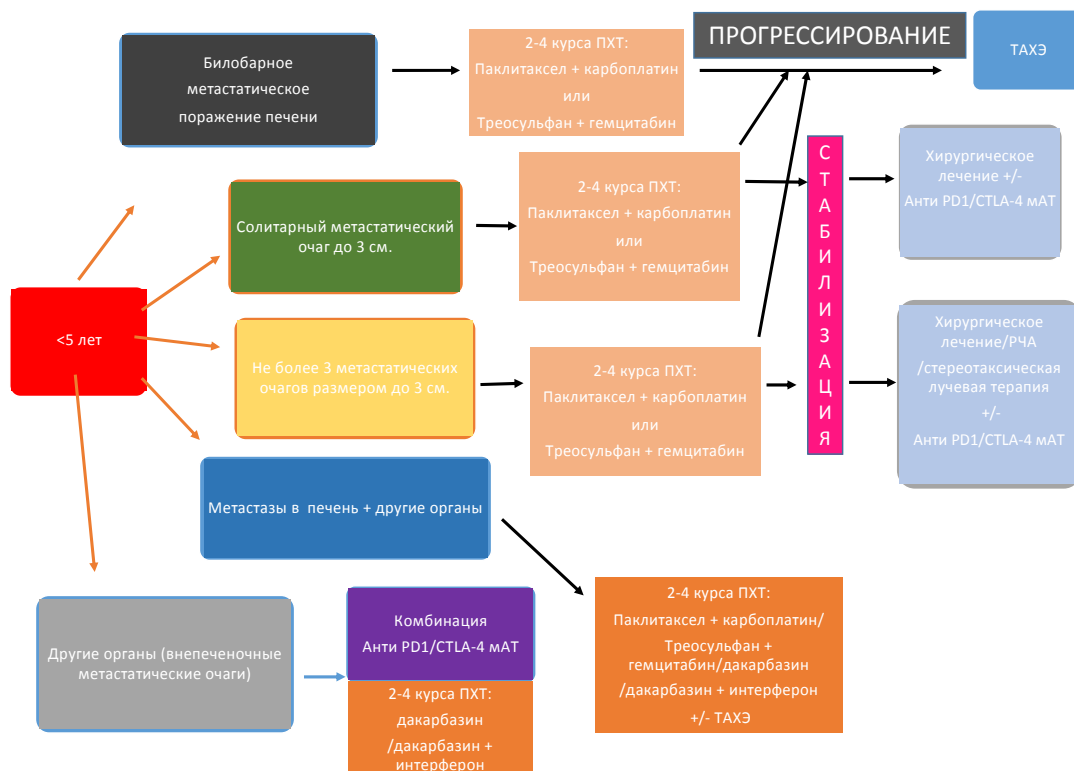 ПРОГРЕССИРОВАНИЕ
ТАХЭ
Билобарное
метастатическое
поражение печени
2-4 курса ПХТ:
Паклитаксел + карбоплатин
или
Треосульфан + гемцитабин
Солитарный метастатический
очаг до 3 см.
2-4 курса ПХТ:
Паклитаксел + карбоплатин
или
Треосульфан + гемцитабин
С
Т
А
Б
И
Л
И
З
А
Ц
И
Я
Хирургическое
лечение +/-
Анти PD1/CTLA-4 мАТ
<5 лет
Не более 3 метастатических
очагов размером до 3 см.
2-4 курса ПХТ:
Паклитаксел + карбоплатин
или
Треосульфан + гемцитабин
Хирургическое
лечение/РЧА
/стереотаксическая
лучевая терапия
+/-
Анти PD1/CTLA-4 мАТ
Метастазы в печень + другие органы
2-4 курса ПХТ:
Паклитаксел + карбоплатин/
Треосульфан +
гемцитабин/дакарбазин
/дакарбазин + интерферон
+/- ТАХЭ
Другие органы (внепеченочные
метастатические очаги)
Комбинация
Анти PD1/CTLA-4 мАТ
2-4 курса ПХТ:
дакарбазин
/дакарбазин +
интерферон